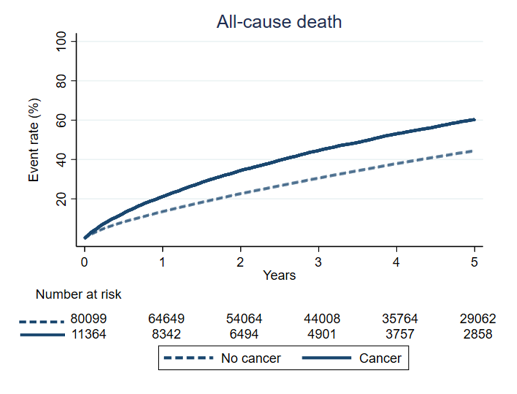 All-cause death
Event rate (%)
100
80
60
40
20
0 1 2 3 4 5
Years
Number at risk
80099 64649 54064 44008 35764 29062
11364 8342 6494 4901 3757 2858
No cancer Cancer